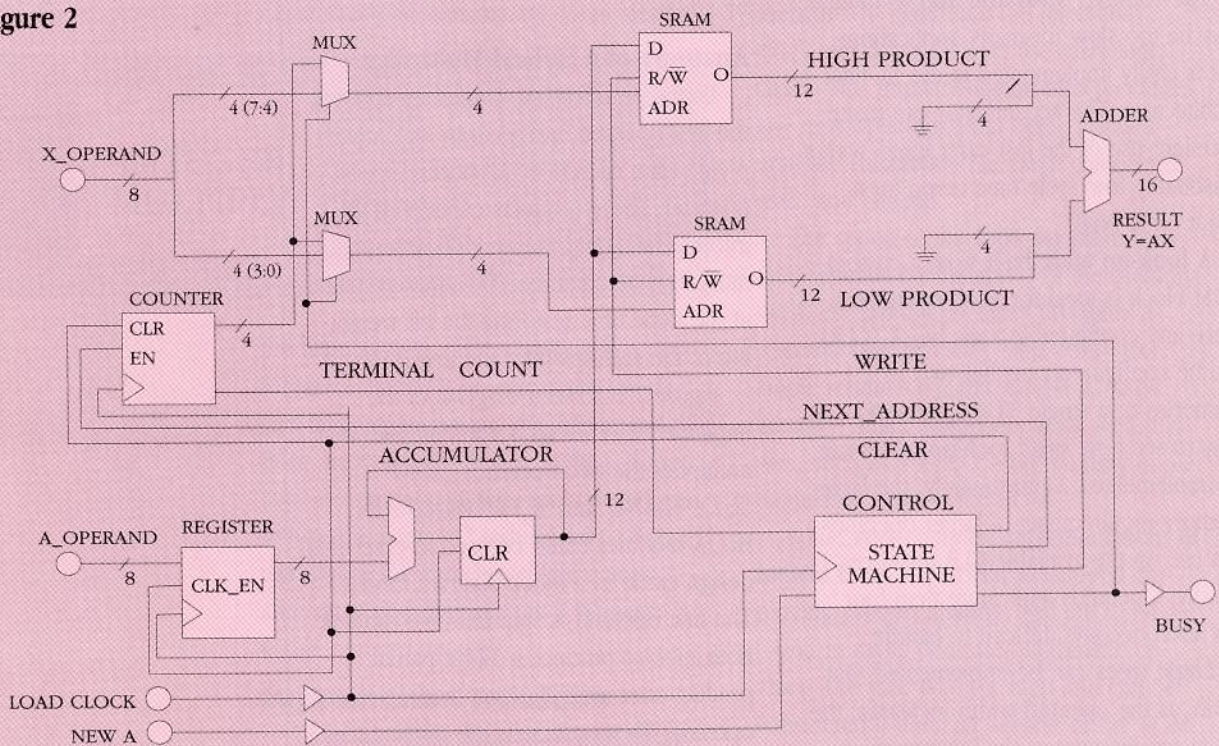 gure 2
SRAM
MUX
D
R/W̅
ADR
O
HIGH PRODUCT
12
4 (7:4)
4
4
ADDER
X_OPERAND
8
16
RESULT
Y=AX
MUX
SRAM
4 (3:0)
4
D
R/W̅
ADR
O
4
12
LOW PRODUCT
COUNTER
CLR
EN
4
TERMINAL COUNT
WRITE
NEXT_ADDRESS
CLEAR
ACCUMULATOR
12
CONTROL
A_OPERAND
8
REGISTER
CLK_EN
8
CLR
STATE
MACHINE
BUSY
LOAD CLOCK
NEW A